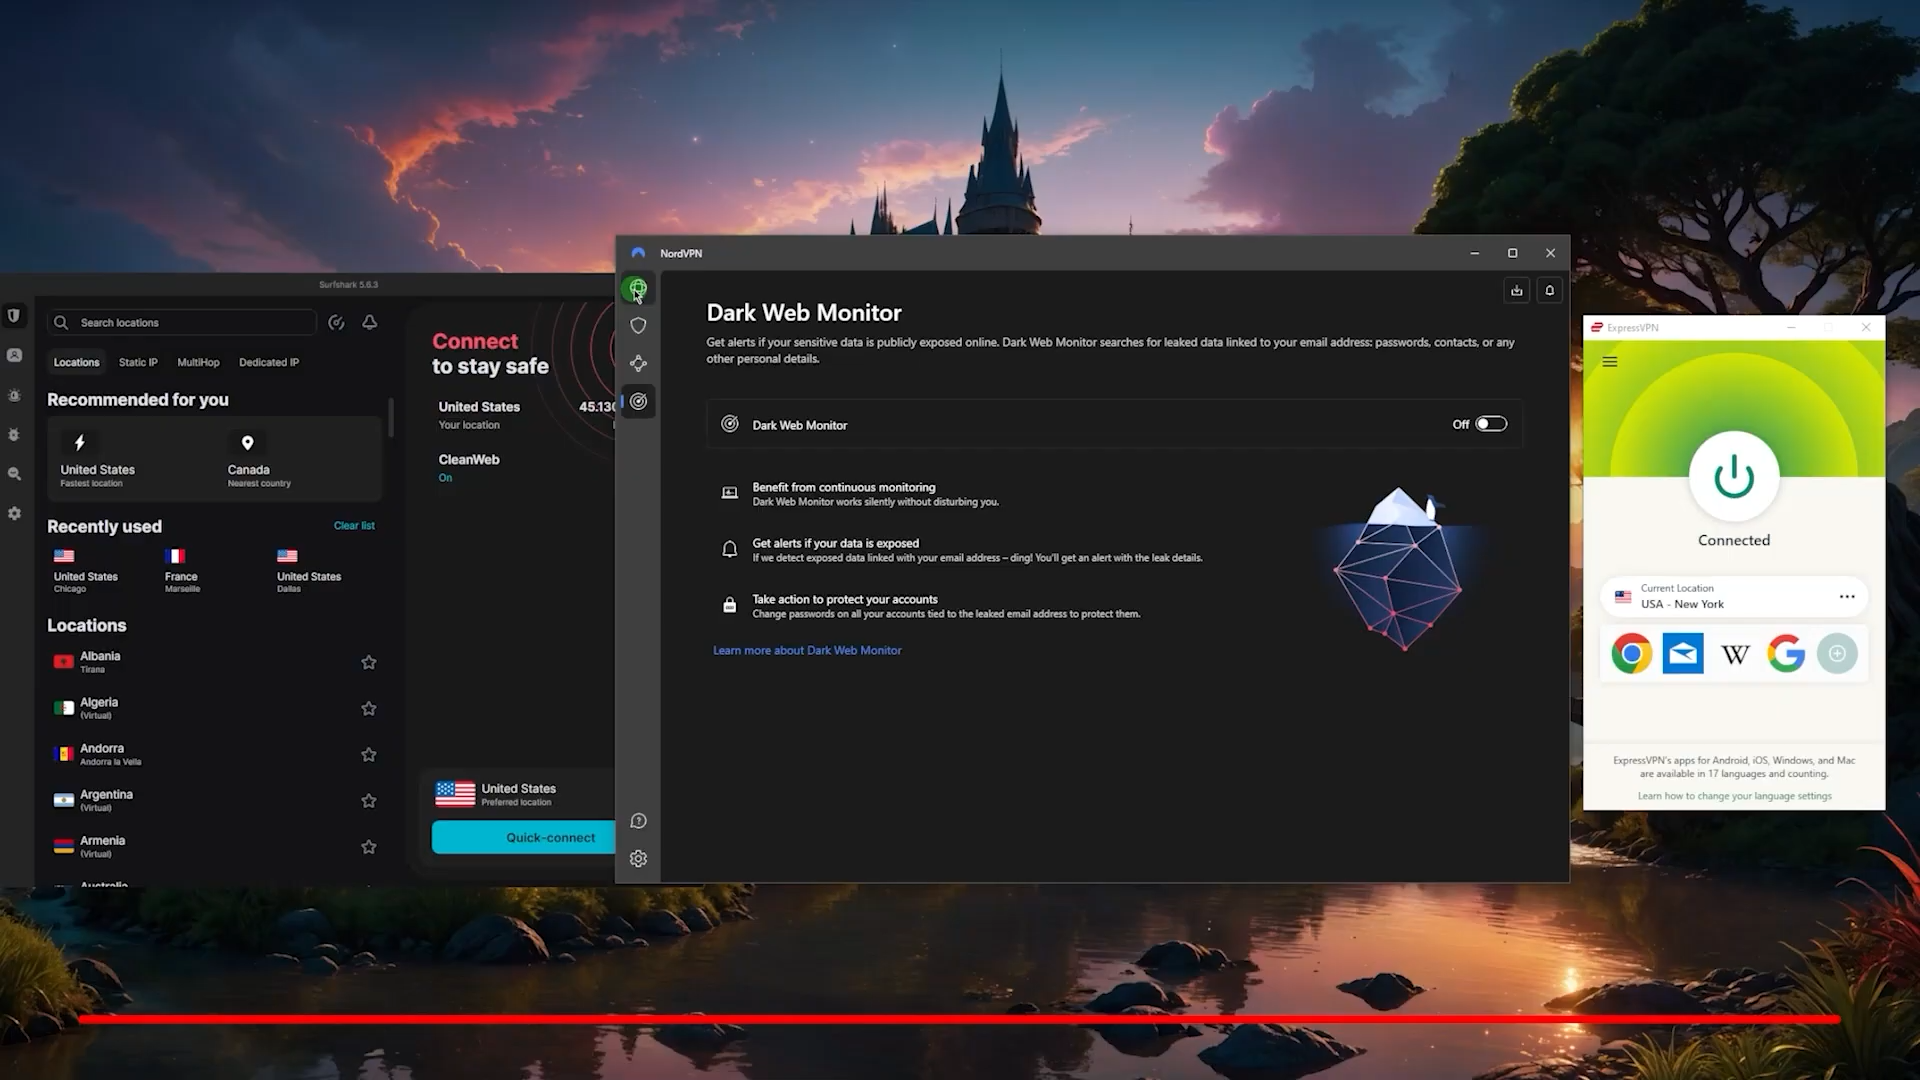 Surfshark 5.6.3
Search locations
Locations
Static IP
MultiHop
Dedicated IP
Recommended for you
United States
Fastest location
Canada
Nearest country
Recently used
Clear list
United States
Chicago
France
Marseille
United States
Dallas
Locations
Albania
Tirana
Algeria
(Virtual)
Andorra
Andorra la Vella
Argentina
(Virtual)
Armenia
(Virtual)
Australia
Connect
to stay safe
United States
45.130
Your location
CleanWeb
On
United States
Preferred location
Quick-connect
NordVPN
Dark Web Monitor
Get alerts if your sensitive data is publicly exposed online. Dark Web Monitor searches for leaked data linked to your email address: passwords, contacts, or any
other personal details.
Dark Web Monitor
Off
Benefit from continuous monitoring
Dark Web Monitor works silently without disturbing you.
Get alerts if your data is exposed
If we detect exposed data linked with your email address – ding! You'll get an alert with the leak details.
Take action to protect your accounts
Change passwords on all your accounts tied to the leaked email address to protect them.
Learn more about Dark Web Monitor
ExpressVPN
Connected
Current Location
USA - New York
W
ExpressVPN's apps for Android, iOS, Windows, and Mac
are available in 17 languages and counting.
Learn how to change your language settings